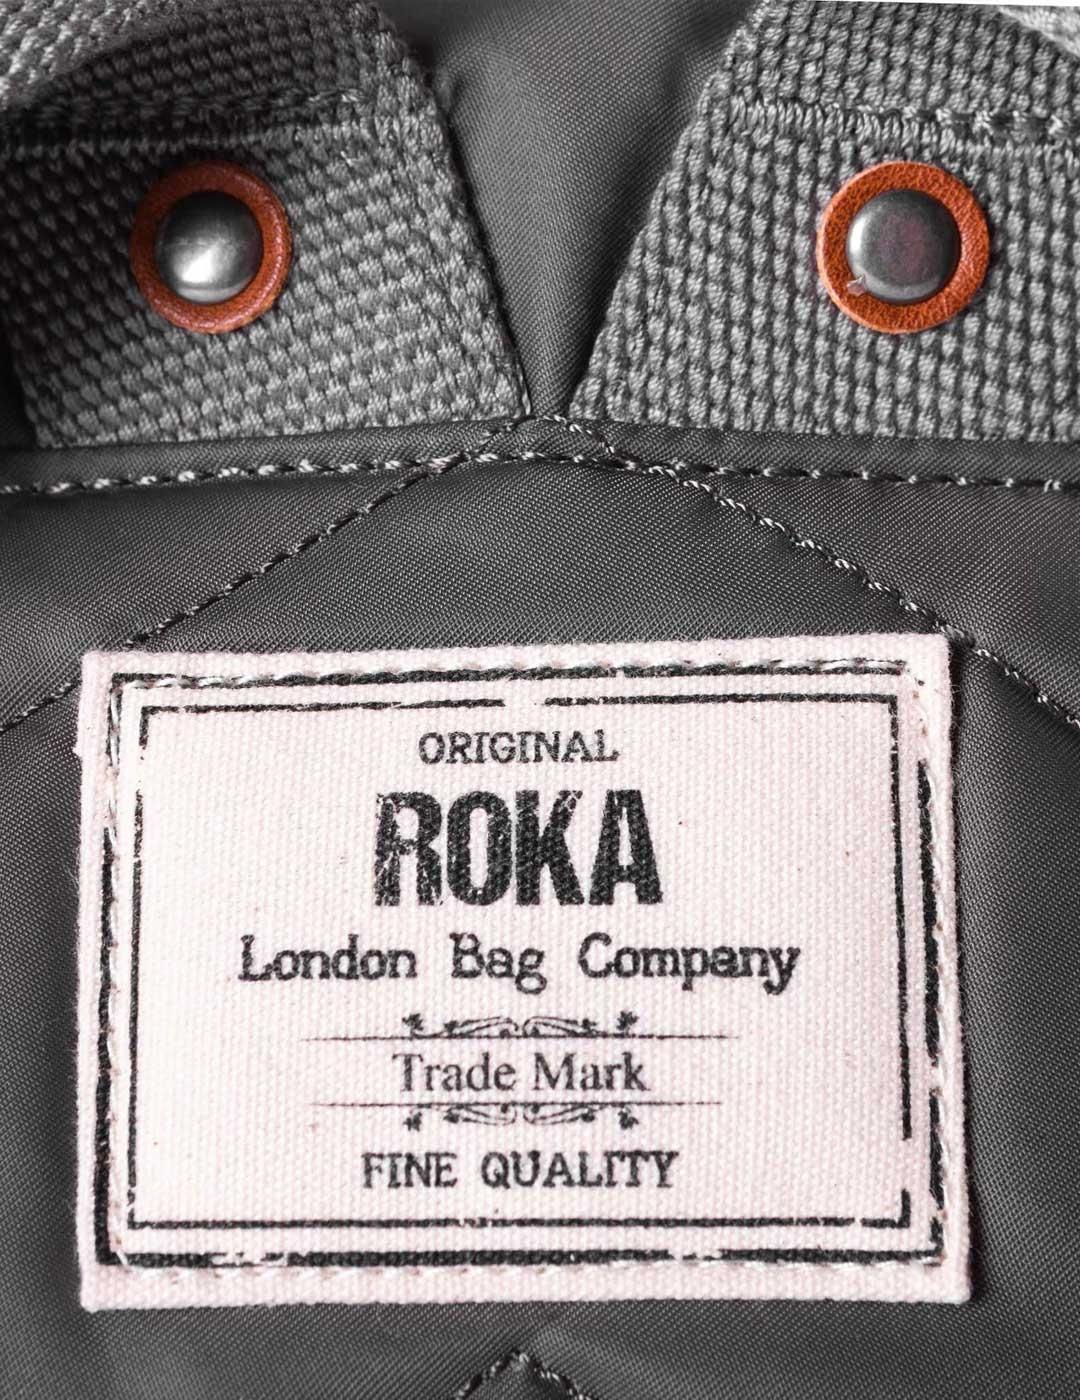 ORIGINAL
ROKA
London Bag Company
Trade Mark
FINE QUALITY